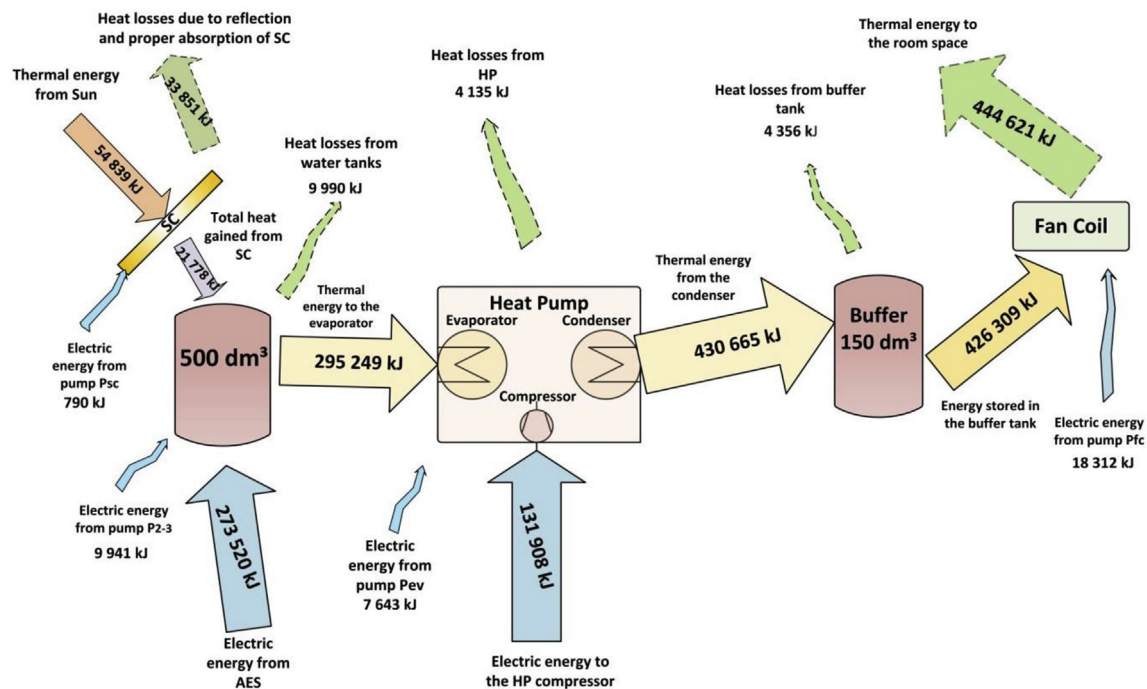 Heat losses due to reflection
and proper absorption of SC
Thermal energy
from Sun
33 851 kJ
54 839 kJ
SC
Total heat
gained from
SC
21 778 kJ
Heat losses from
water tanks
9 990 kJ
Heat losses from
HP
4 135 kJ
Heat losses from buffer
tank
4 356 kJ
Thermal energy to
the room space
444 621 kJ
Fan Coil
Electric
energy from
pump Psc
790 kJ
500 dm³
Thermal
energy to the
evaporator
295 249 kJ
Heat Pump
Evaporator
Condenser
Compressor
Thermal energy
from the
condenser
430 665 kJ
Buffer
150 dm³
426 309 kJ
Energy stored in
the buffer tank
Electric energy
from pump Pfc
18 312 kJ
Electric energy
from pump P2-3
9 941 kJ
273 520 kJ
Electric
energy from
AES
Electric
energy from
pump Pev
7 643 kJ
131 908 kJ
Electric energy to
the HP compressor